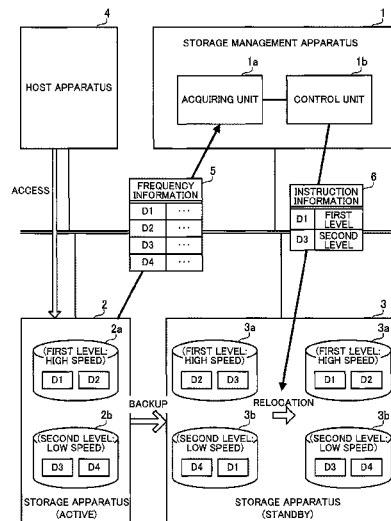 4
1
STORAGE MANAGEMENT APPARATUS
1a
1b
HOST APPARATUS
ACQUIRING UNIT
CONTROL UNIT
ACCESS
5
6
FREQUENCY
INFORMATION
D1 ···
D2 ···
D3 ···
D4 ···
INSTRUCTION
INFORMATION
D1 FIRST
LEVEL
D3 SECOND
LEVEL
2
3
2a
3a
3a
(FIRST LEVEL:
HIGH SPEED)
D1 D2
(FIRST LEVEL:
HIGH SPEED)
D2 D3
(FIRST LEVEL:
HIGH SPEED)
D1 D2
BACKUP
RELOCATION
2b
3b
3b
(SECOND LEVEL:
LOW SPEED)
D3 D4
(SECOND LEVEL:
LOW SPEED)
D4 D1
(SECOND LEVEL:
LOW SPEED)
D3 D4
STORAGE APPARATUS
(ACTIVE)
STORAGE APPARATUS
(STANDBY)